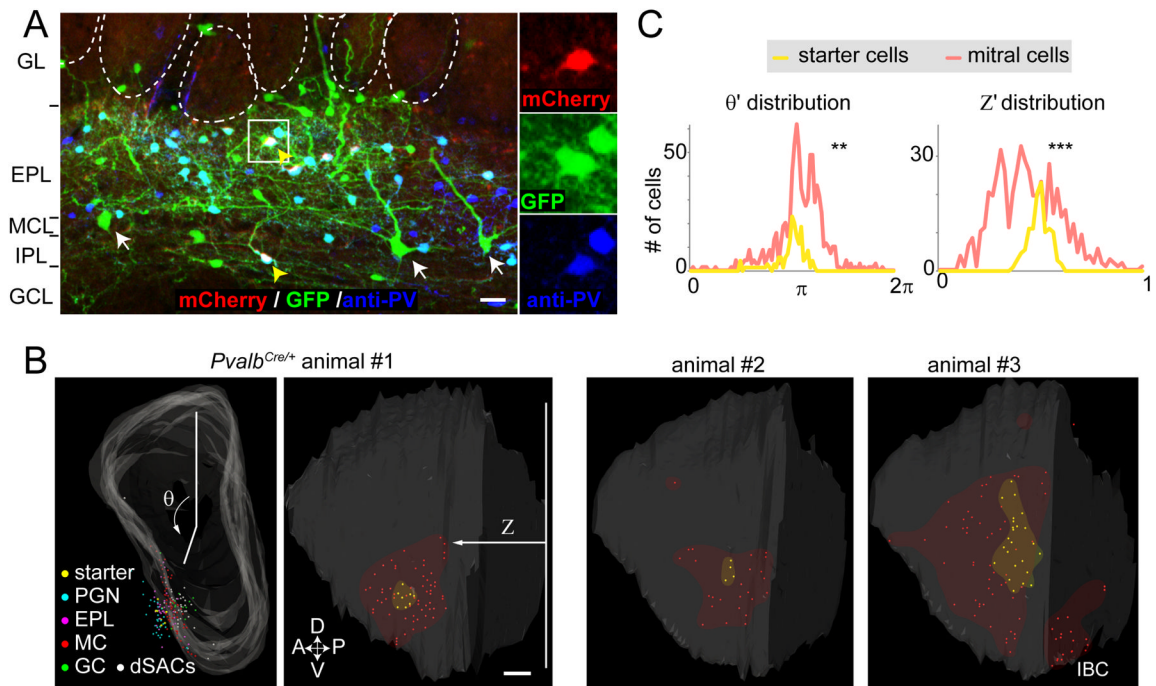 A
GL
EPL
MCL
IPL
GCL
mCherry / GFP /anti-PV
mCherry
GFP
anti-PV
C
starter cells
mitral cells
θ' distribution
Z' distribution
# of cells
50
0
**
0
π
2π
30
0
***
0
1
B
Pvalb^Cre/+ animal #1
animal #2
animal #3
θ
starter
PGN
EPL
MC
GC
dSACs
Z
D
A P
V
IBC